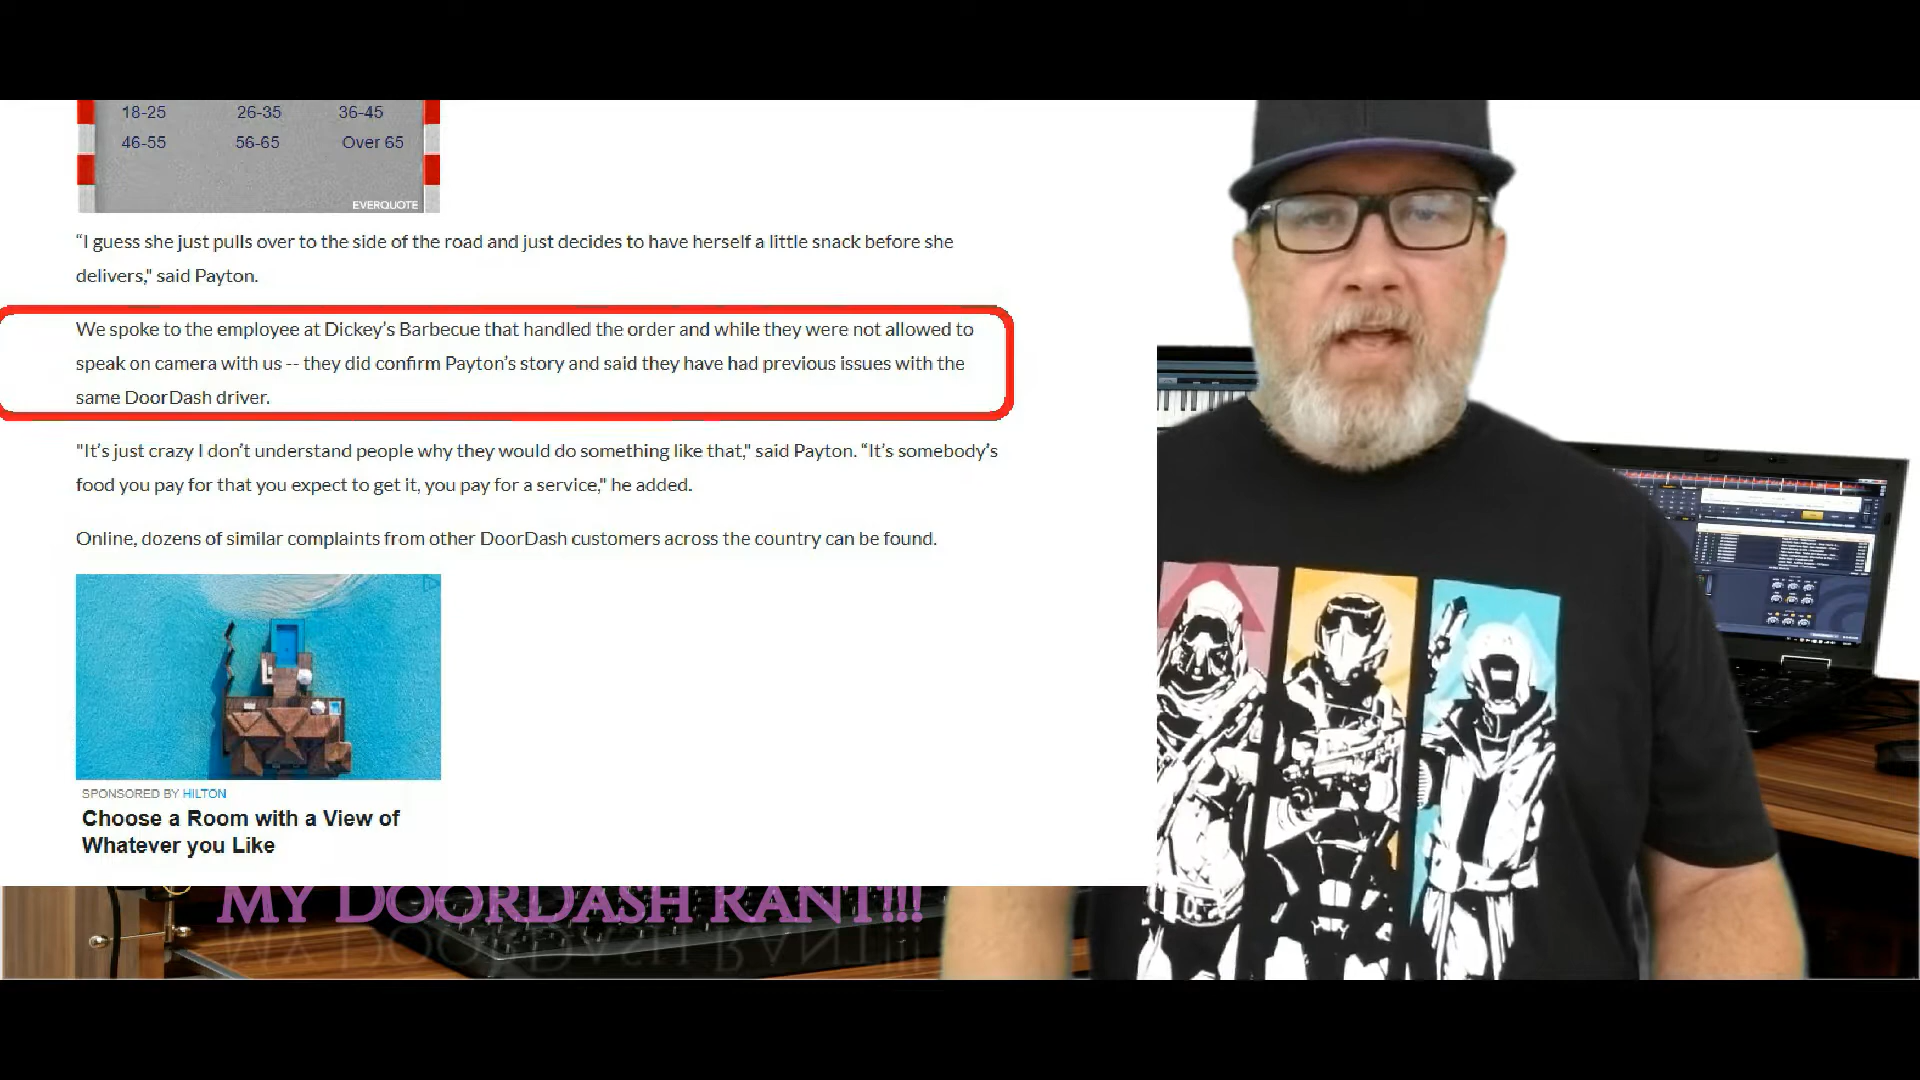 18-25 26-35 36-45
46-55 56-65 Over 65
EVERQUOTE
“I guess she just pulls over to the side of the road and just decides to have herself a little snack before she
delivers," said Payton.
We spoke to the employee at Dickey’s Barbecue that handled the order and while they were not allowed to
speak on camera with us -- they did confirm Payton’s story and said they have had previous issues with the
same DoorDash driver.
"It’s just crazy I don’t understand people why they would do something like that," said Payton. “It’s somebody’s
food you pay for that you expect to get it, you pay for a service," he added.
Online, dozens of similar complaints from other DoorDash customers across the country can be found.
SPONSORED BY HILTON
Choose a Room with a View of
Whatever you Like
MY DOORDASH RANT!!!